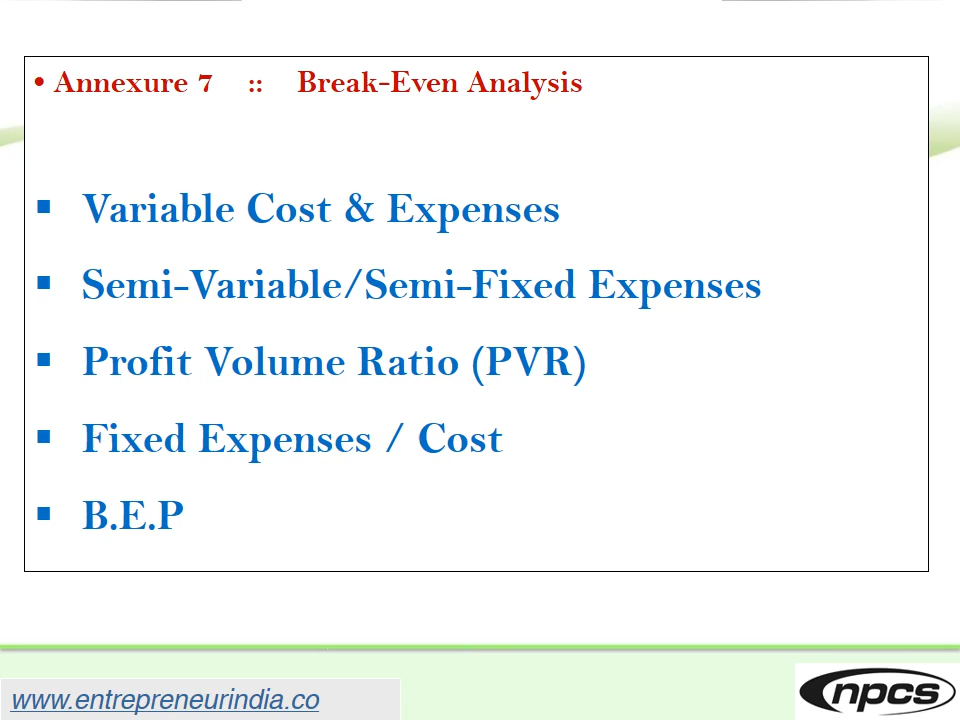 • Annexure 7 :: Break-Even Analysis
▪ Variable Cost & Expenses
▪ Semi-Variable/Semi-Fixed Expenses
▪ Profit Volume Ratio (PVR)
▪ Fixed Expenses / Cost
▪ B.E.P
www.entrepreneurindia.co
npcs